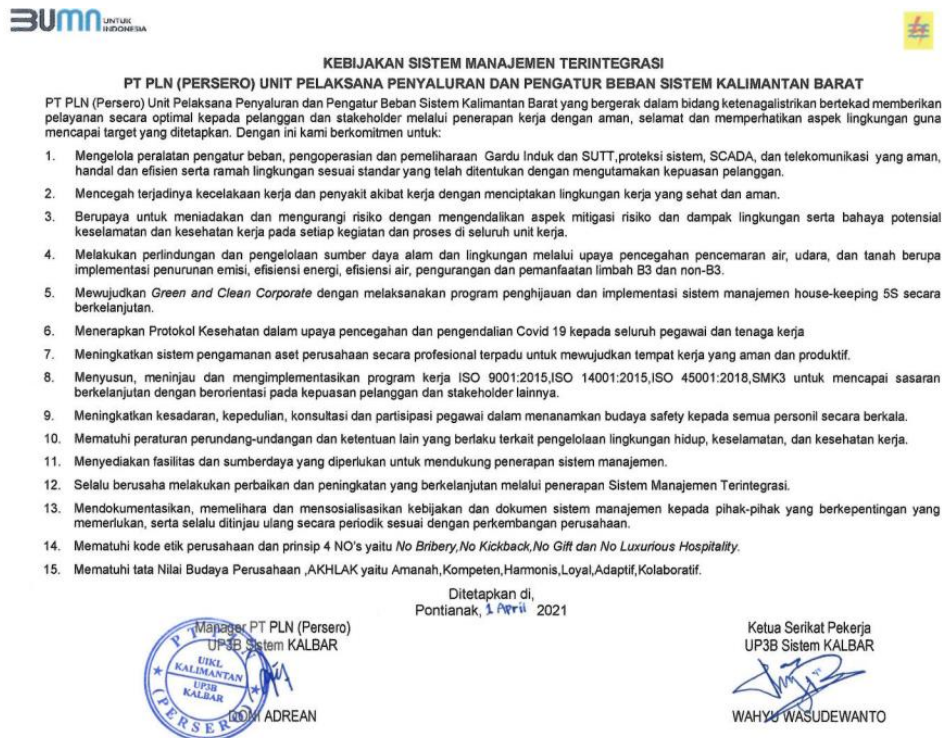 BUMN UNTUK
INDONESIA
KEBIJAKAN SISTEM MANAJEMEN TERINTEGRASI
PT PLN (PERSERO) UNIT PELAKSANA PENYALURAN DAN PENGATUR BEBAN SISTEM KALIMANTAN BARAT
PT PLN (Persero) Unit Pelaksana Penyaluran dan Pengatur Beban Sistem Kalimantan Barat yang bergerak dalam bidang ketenagalistrikan bertekad memberikan
pelayanan secara optimal kepada pelanggan dan stakeholder melalui penerapan kerja dengan aman, selamat dan memperhatikan aspek lingkungan guna
mencapai target yang ditetapkan. Dengan ini kami berkomitmen untuk:
1. Mengelola peralatan pengatur beban, pengoperasian dan pemeliharaan Gardu Induk dan SUTT,proteksi sistem, SCADA, dan telekomunikasi yang aman,
handal dan efisien serta ramah lingkungan sesuai standar yang telah ditentukan dengan mengutamakan kepuasan pelanggan.
2. Mencegah terjadinya kecelakaan kerja dan penyakit akibat kerja dengan menciptakan lingkungan kerja yang sehat dan aman.
3. Berupaya untuk meniadakan dan mengurangi risiko dengan mengendalikan aspek mitigasi risiko dan dampak lingkungan serta bahaya potensial
keselamatan dan kesehatan kerja pada setiap kegiatan dan proses di seluruh unit kerja.
4. Melakukan perlindungan dan pengelolaan sumber daya alam dan lingkungan melalui upaya pencegahan pencemaran air, udara, dan tanah berupa
implementasi penurunan emisi, efisiensi energi, efisiensi air, pengurangan dan pemanfaatan limbah B3 dan non-B3.
5. Mewujudkan Green and Clean Corporate dengan melaksanakan program penghijauan dan implementasi sistem manajemen house-keeping 5S secara
berkelanjutan.
6. Menerapkan Protokol Kesehatan dalam upaya pencegahan dan pengendalian Covid 19 kepada seluruh pegawai dan tenaga kerja
7. Meningkatkan sistem pengamanan aset perusahaan secara profesional terpadu untuk mewujudkan tempat kerja yang aman dan produktif.
8. Menyusun, meninjau dan mengimplementasikan program kerja ISO 9001:2015,ISO 14001:2015,ISO 45001:2018,SMK3 untuk mencapai sasaran
berkelanjutan dengan berorientasi pada kepuasan pelanggan dan stakeholder lainnya.
9. Meningkatkan kesadaran, kepedulian, konsultasi dan partisipasi pegawai dalam menanamkan budaya safety kepada semua personil secara berkala.
10. Mematuhi peraturan perundang-undangan dan ketentuan lain yang berlaku terkait pengelolaan lingkungan hidup, keselamatan, dan kesehatan kerja.
11. Menyediakan fasilitas dan sumberdaya yang diperlukan untuk mendukung penerapan sistem manajemen.
12. Selalu berusaha melakukan perbaikan dan peningkatan yang berkelanjutan melalui penerapan Sistem Manajemen Terintegrasi.
13. Mendokumentasikan, memelihara dan mensosialisasikan kebijakan dan dokumen sistem manajemen kepada pihak-pihak yang berkepentingan yang
memerlukan, serta selalu ditinjau ulang secara periodik sesuai dengan perkembangan perusahaan.
14. Mematuhi kode etik perusahaan dan prinsip 4 NO's yaitu No Bribery,No Kickback,No Gift dan No Luxurious Hospitality.
15. Mematuhi tata Nilai Budaya Perusahaan ,AKHLAK yaitu Amanah,Kompeten,Harmonis,Loyal,Adaptif,Kolaboratif.
Ditetapkan di,
Pontianak, 1 April 2021
Manager PT PLN (Persero)
UP3B Sistem KALBAR
PT PLN
UIKL
KALIMANTAN
UP3B
KALBAR
(PERSERO)
DONI ADREAN
Ketua Serikat Pekerja
UP3B Sistem KALBAR
WAHYU WASUDEWANTO